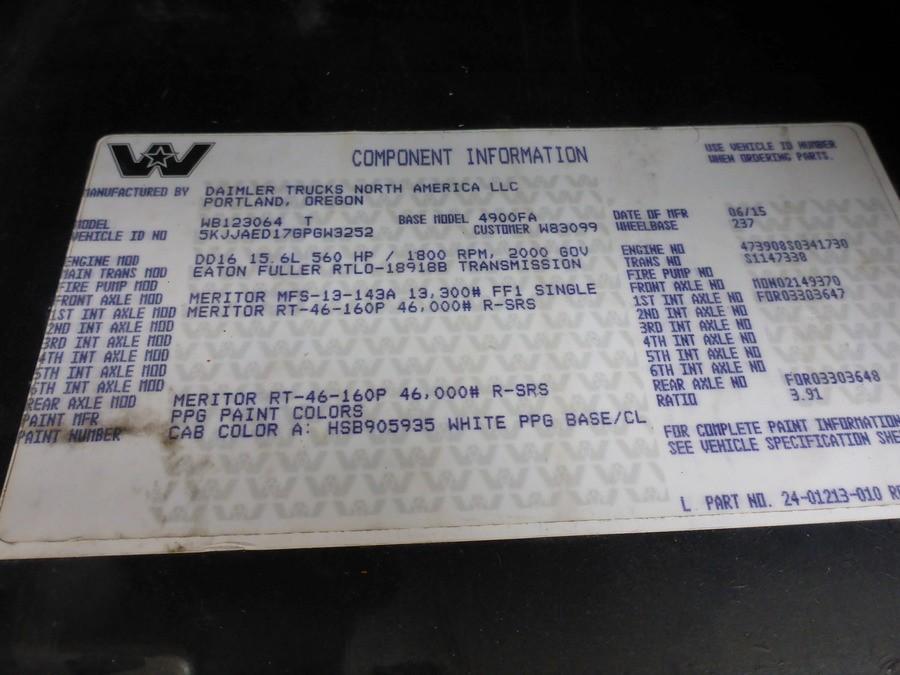 COMPONENT INFORMATION
USE VEHICLE ID NUMBER
WHEN ORDERING PARTS.
MANUFACTURED BY DAIMLER TRUCKS NORTH AMERICA LLC
PORTLAND, OREGON
MODEL WB123064 T BASE MODEL 4900FA DATE OF MFR 06/15
VEHICLE ID NO 5KJJAED17GPGW3252 CUSTOMER W83099 WHEELBASE 237
ENGINE MOD DD16 15.6L 560 HP / 1800 RPM, 2000 GOV ENGINE NO 473908S0341730
MAIN TRANS MOD EATON FULLER RTLO-18918B TRANSMISSION TRANS NO S1147338
FIRE PUMP MOD FIRE PUMP NO
FRONT AXLE MOD MERITOR MFS-13-143A 13,300# FF1 SINGLE FRONT AXLE NO MON02149370
1ST INT AXLE MOD MERITOR RT-46-160P 46,000# R-SRS 1ST INT AXLE NO FOR03303647
2ND INT AXLE MOD 2ND INT AXLE NO
3RD INT AXLE MOD 3RD INT AXLE NO
4TH INT AXLE MOD 4TH INT AXLE NO
5TH INT AXLE MOD 5TH INT AXLE NO
6TH INT AXLE MOD 6TH INT AXLE NO
REAR AXLE MOD MERITOR RT-46-160P 46,000# R-SRS REAR AXLE NO FOR03303648
PAINT MFR PPG PAINT COLORS RATIO 3.91
PAINT NUMBER CAB COLOR A: HSB905935 WHITE PPG BASE/CL
FOR COMPLETE PAINT INFORMATION
SEE VEHICLE SPECIFICATION SHE
L PART NO. 24-01213-010 R